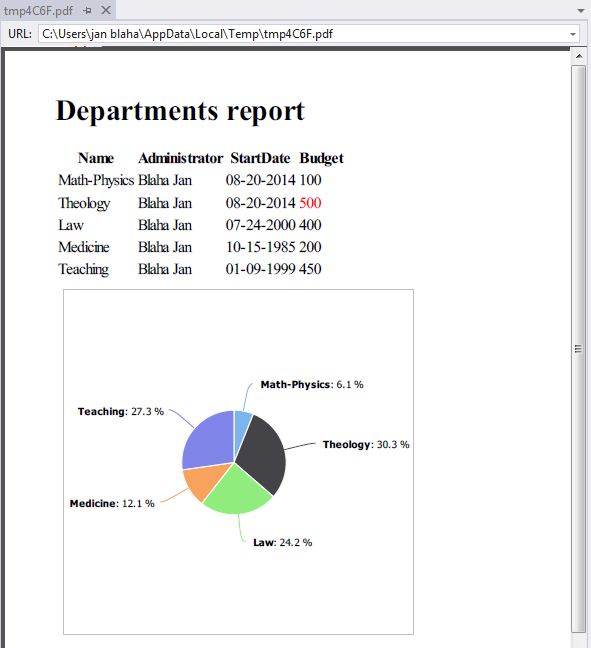 tmp4C6F.pdf
URL: C:\Users\jan blaha\AppData\Local\Temp\tmp4C6F.pdf
Departments report
Name Administrator StartDate Budget
Math-Physics Blaha Jan 08-20-2014 100
Theology Blaha Jan 08-20-2014 500
Law Blaha Jan 07-24-2000 400
Medicine Blaha Jan 10-15-1985 200
Teaching Blaha Jan 01-09-1999 450
Math-Physics: 6.1 %
Teaching: 27.3 %
Theology: 30.3 %
Medicine: 12.1 %
Law: 24.2 %